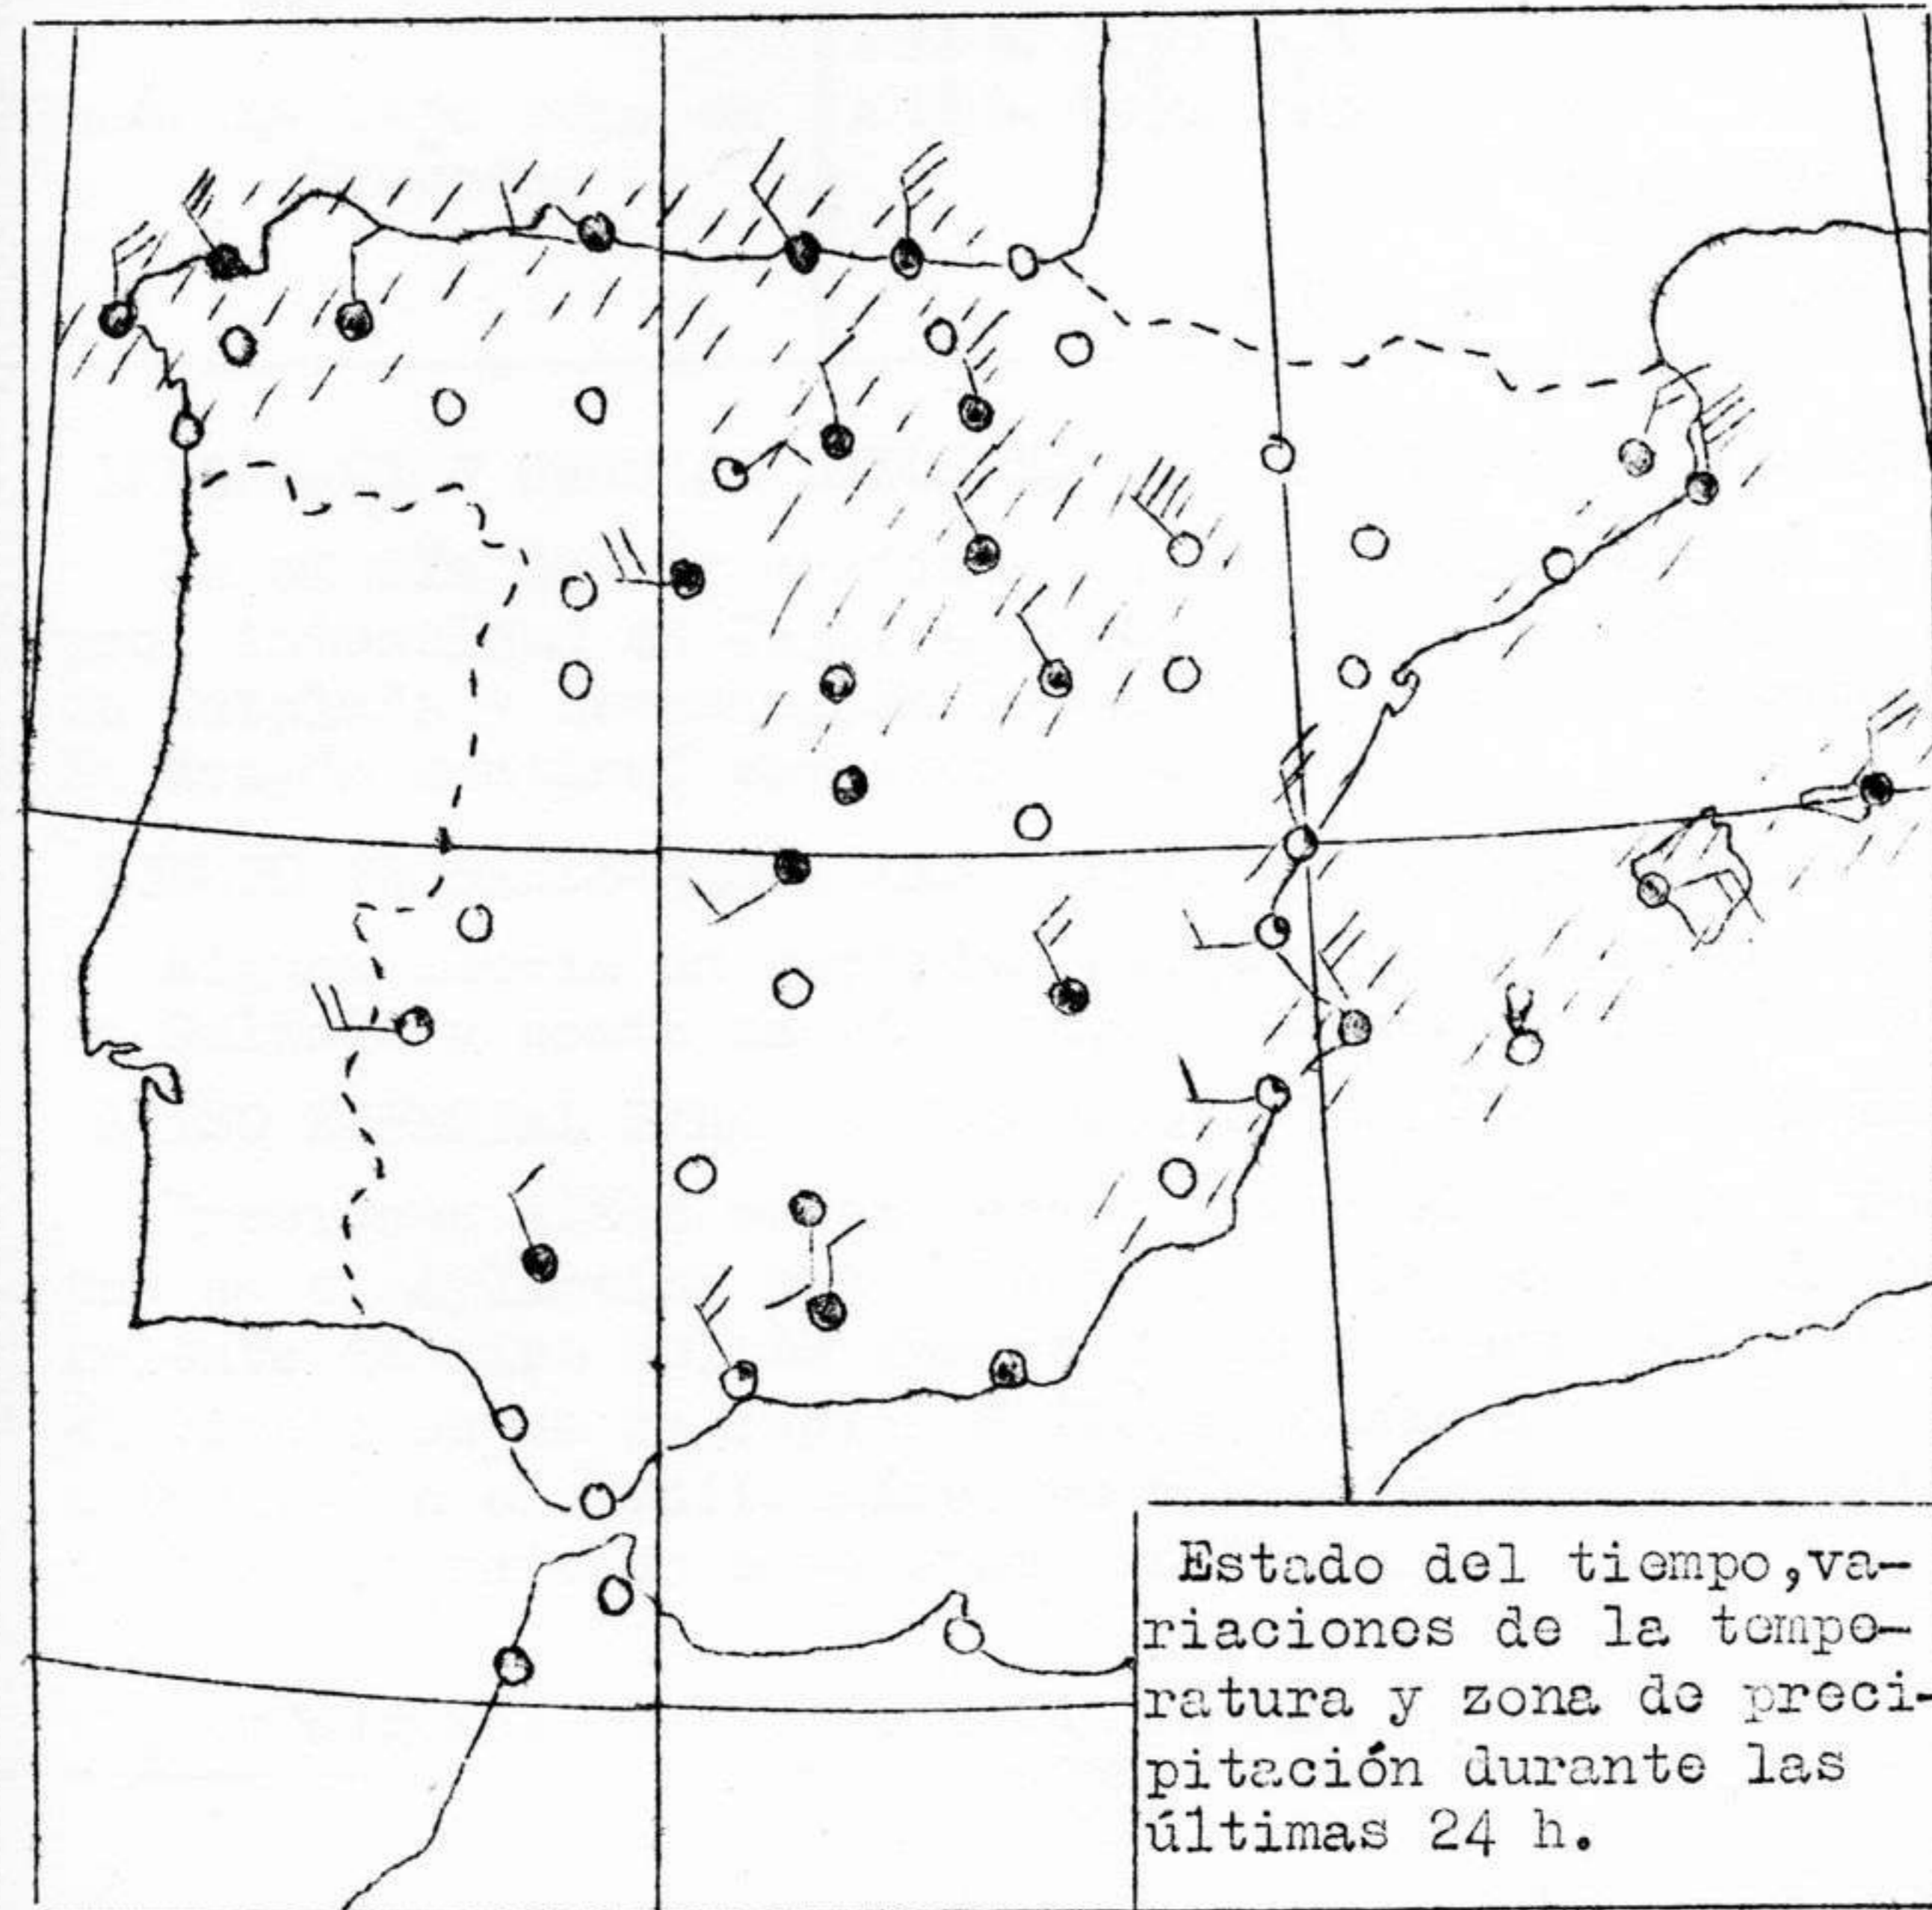 Estado del tiempo,va-
riaciones de la tempe-
ratura y zona de preci-
pitación durante las
últimas 24 h.